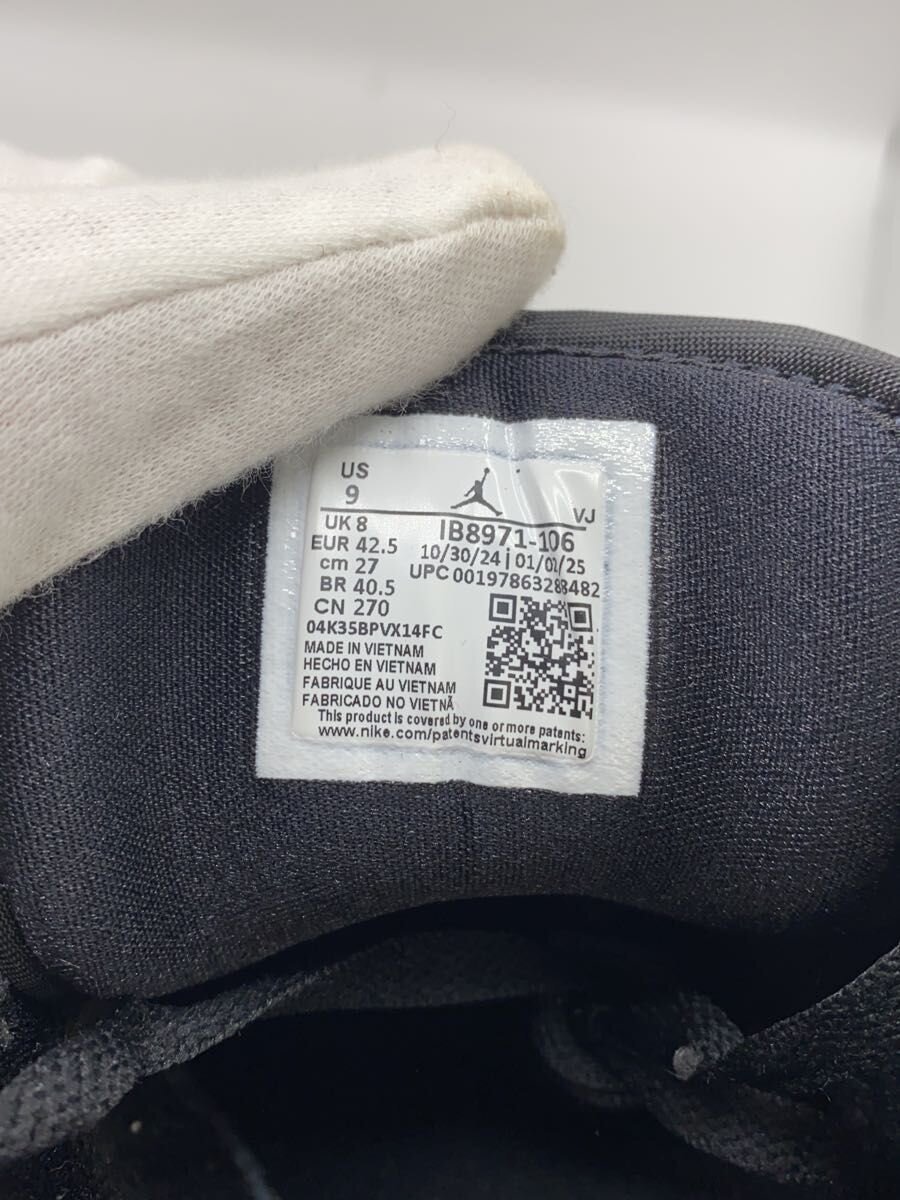 US
9
VJ
UK 8
IB8971-106
EUR 42.5
10/30/24 | 01/01/25
cm 27
UPC 00197863288482
BR 40.5
CN 270
04K35BPVX14FC
MADE IN VIETNAM
HECHO EN VIETNAM
FABRIQUE AU VIETNAM
FABRICADO NO VIETNÃ
This product is covered by one or more patents:
www.nike.com/patentsvirtualmarking